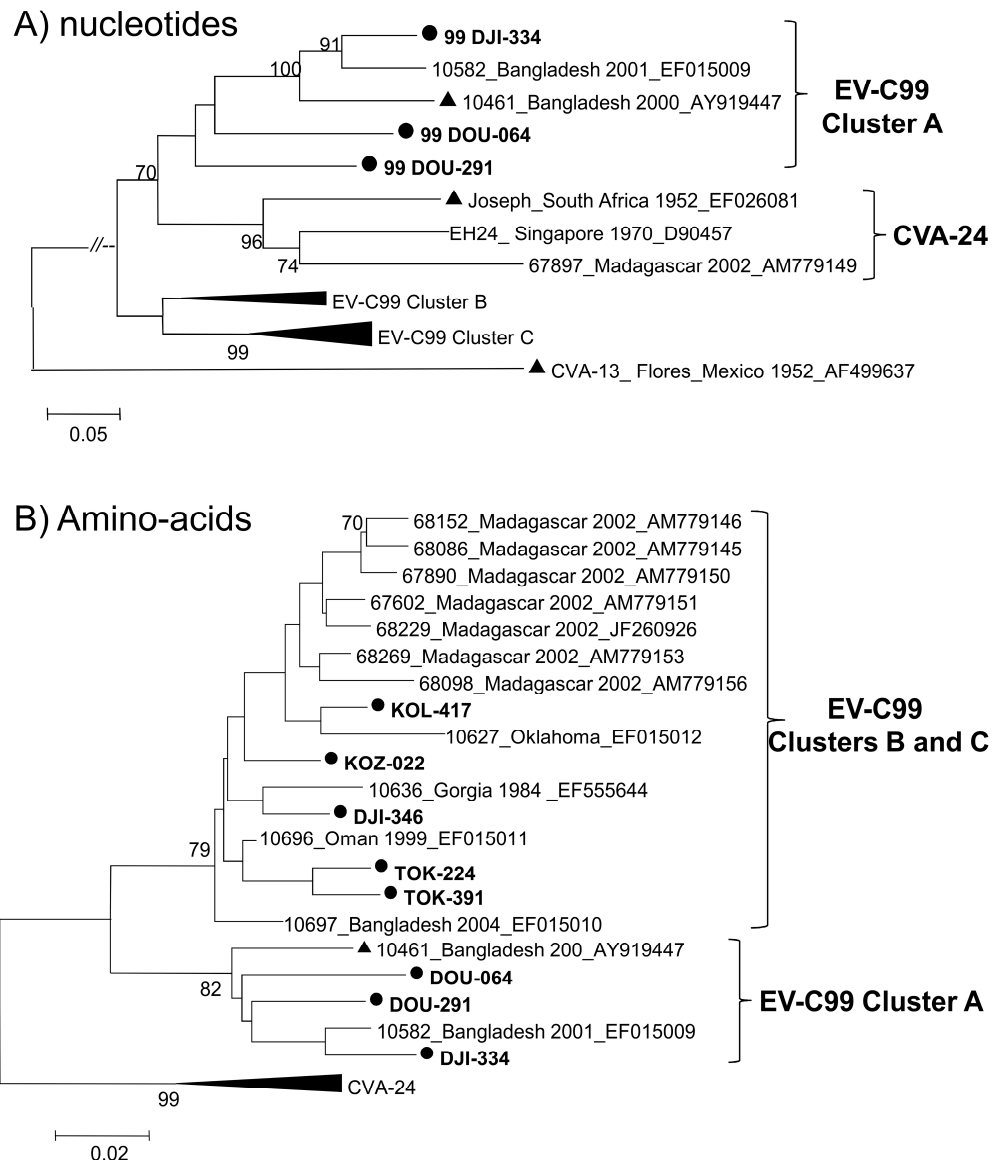 A) nucleotides
91
99 DJI-334
10582_Bangladesh 2001_EF015009
100
10461_Bangladesh 2000_AY919447
EV-C99
Cluster A
99 DOU-064
99 DOU-291
70
Joseph_South Africa 1952_EF026081
EH24_ Singapore 1970_D90457
96
74
67897_Madagascar 2002_AM779149
CVA-24
//--
EV-C99 Cluster B
EV-C99 Cluster C
99
CVA-13_ Flores_Mexico 1952_AF499637
0.05
B) Amino-acids
70
68152_Madagascar 2002_AM779146
68086_Madagascar 2002_AM779145
67890_Madagascar 2002_AM779150
67602_Madagascar 2002_AM779151
68229_Madagascar 2002_JF260926
68269_Madagascar 2002_AM779153
68098_Madagascar 2002_AM779156
KOL-417
10627_Oklahoma_EF015012
KOZ-022
10636_Gorgia 1984 _EF555644
DJI-346
10696_Oman 1999_EF015011
79
TOK-224
TOK-391
10697_Bangladesh 2004_EF015010
EV-C99
Clusters B and C
10461_Bangladesh 200_AY919447
DOU-064
82
DOU-291
10582_Bangladesh 2001_EF015009
DJI-334
EV-C99 Cluster A
CVA-24
99
0.02